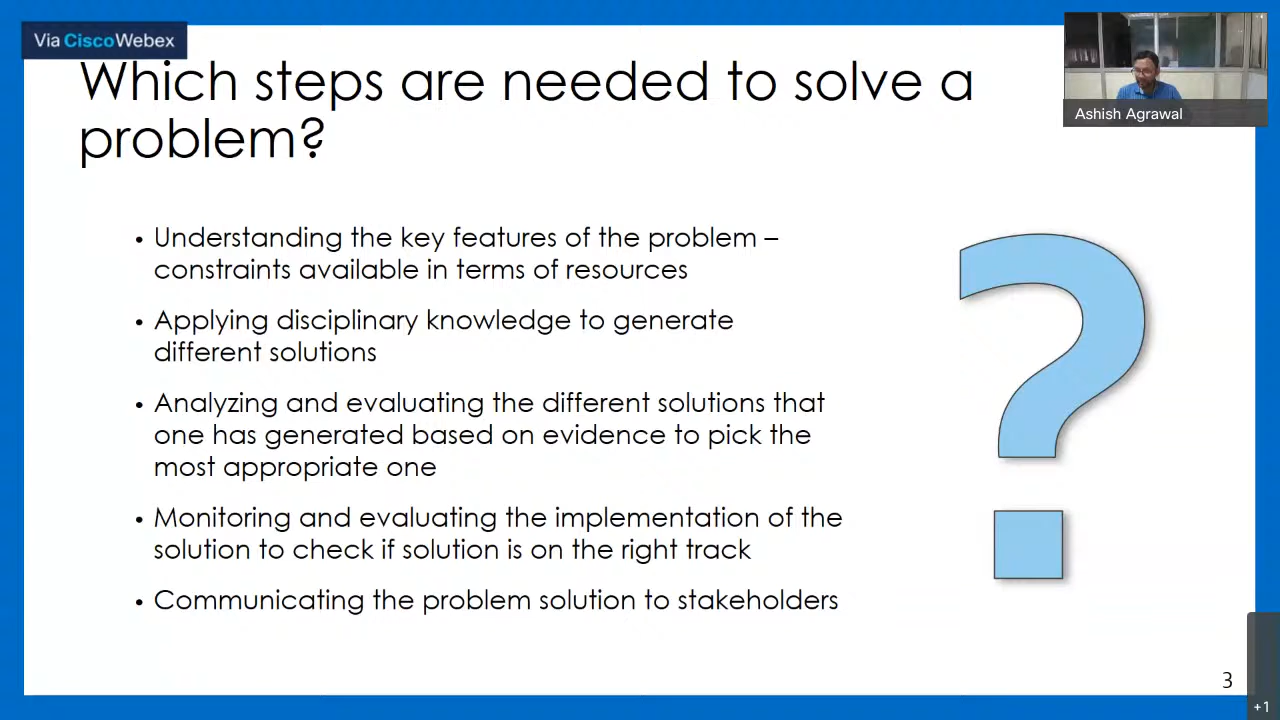 Via CiscoWebex
Which steps are needed to solve a
problem?
Ashish Agrawal
• Understanding the key features of the problem –
constraints available in terms of resources
• Applying disciplinary knowledge to generate
different solutions
• Analyzing and evaluating the different solutions that
one has generated based on evidence to pick the
most appropriate one
• Monitoring and evaluating the implementation of the
solution to check if solution is on the right track
• Communicating the problem solution to stakeholders
?
3
+1